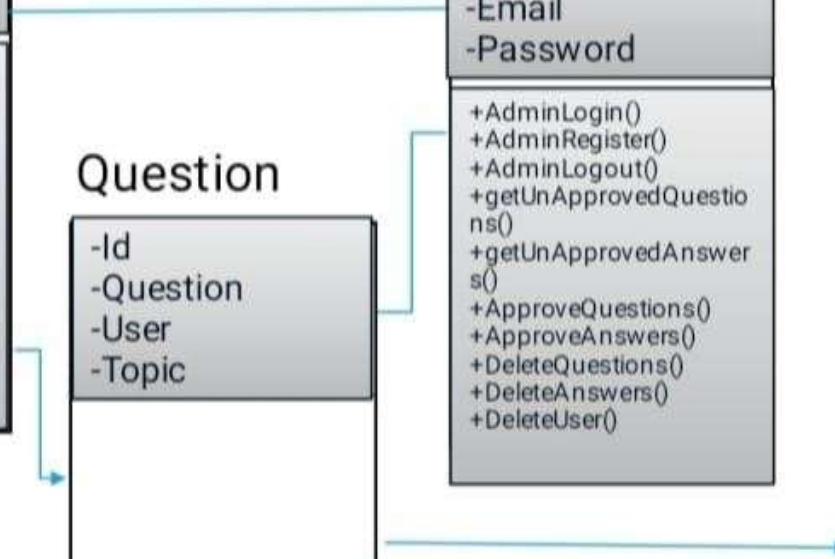 -Email
-Password
+AdminLogin()
+AdminRegister()
+AdminLogout()
+getUnApprovedQuestio
ns()
+getUnApprovedAnswer
s()
+ApproveQuestions()
+ApproveAnswers()
+DeleteQuestions()
+DeleteAnswers()
+DeleteUser()
Question
-Id
-Question
-User
-Topic